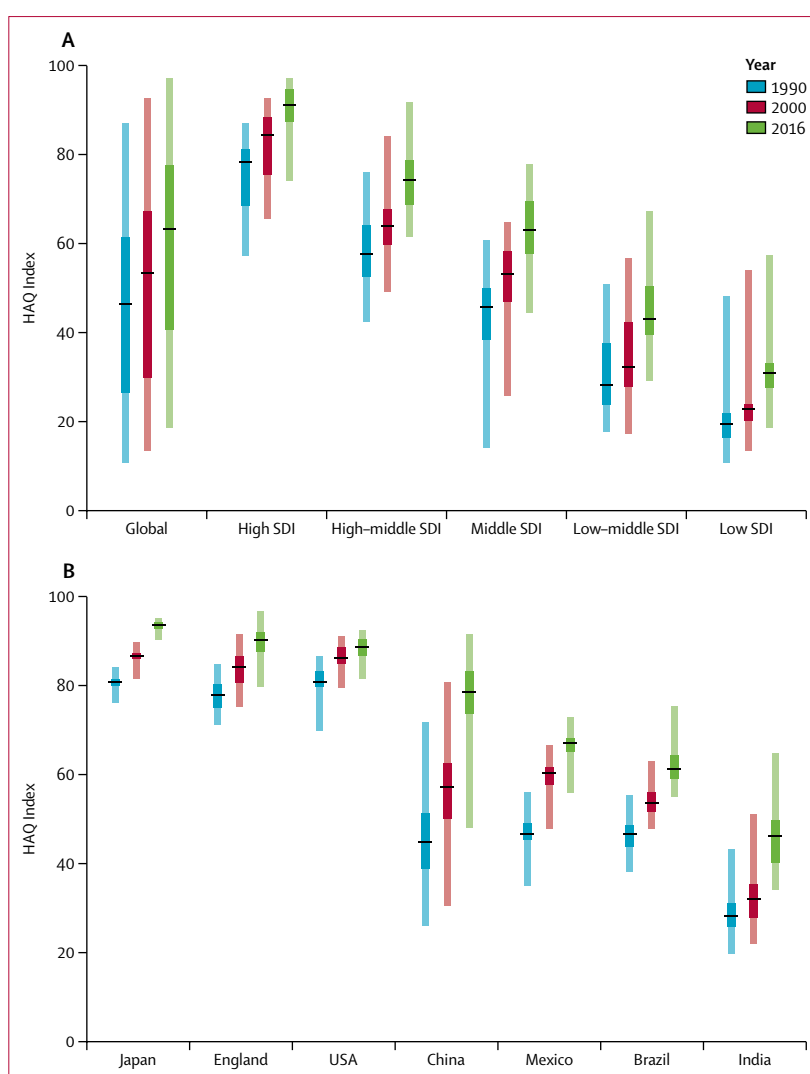 A
100
80
60
40
20
0
HAQ Index
Year
1990
2000
2016
Global High SDI High–middle SDI Middle SDI Low–middle SDI Low SDI
B
100
80
60
40
20
0
HAQ Index
Japan England USA China Mexico Brazil India